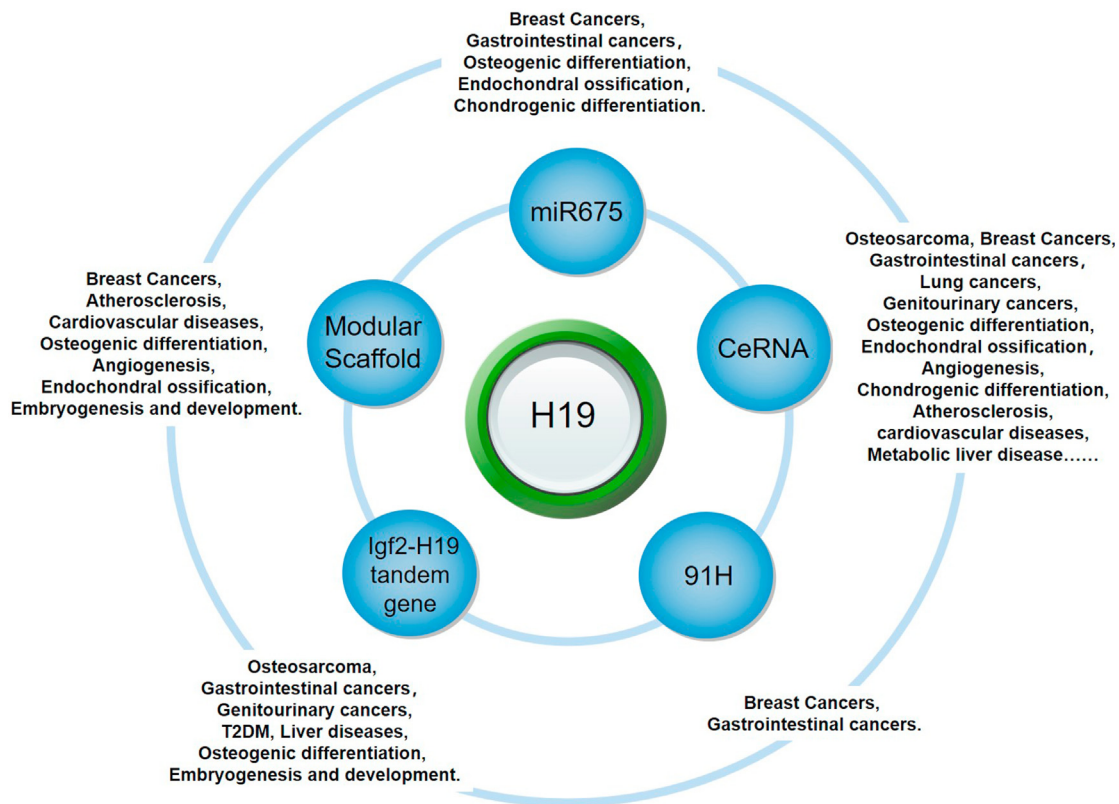 Breast Cancers,
Gastrointestinal cancers,
Osteogenic differentiation,
Endochondral ossification,
Chondrogenic differentiation.
miR675
Osteosarcoma, Breast Cancers,
Gastrointestinal cancers,
Lung cancers,
Genitourinary cancers,
Osteogenic differentiation,
Endochondral ossification,
Angiogenesis,
Chondrogenic differentiation,
Atherosclerosis,
cardiovascular diseases,
Metabolic liver disease......
CeRNA
Breast Cancers,
Atherosclerosis,
Cardiovascular diseases,
Osteogenic differentiation,
Angiogenesis,
Endochondral ossification,
Embryogenesis and development.
Modular
Scaffold
H19
Igf2-H19
tandem
gene
91H
Osteosarcoma,
Gastrointestinal cancers,
Genitourinary cancers,
T2DM, Liver diseases,
Osteogenic differentiation,
Embryogenesis and development.
Breast Cancers,
Gastrointestinal cancers.